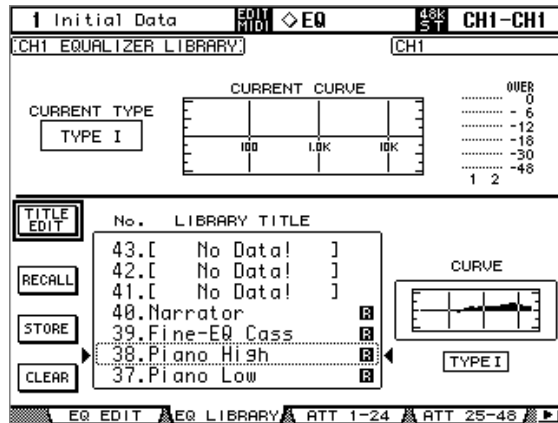 1 Initial Data EDIT MIDI ◇EQ 48K ST CH1-CH1
CH1 EQUALIZER LIBRARY CH1
CURRENT TYPE
TYPE I
CURRENT CURVE
100 1.0K 10K
OVER
0
- 6
-12
-18
-30
-48
1 2
TITLE EDIT
RECALL
STORE
CLEAR
No. LIBRARY TITLE
43.[ No Data! ]
42.[ No Data! ]
41.[ No Data! ]
40.Narrator R
39.Fine-EQ Cass R
38.Piano High R
37.Piano Low R
CURVE
TYPE I
EQ EDIT EQ LIBRARY ATT 1-24 ATT 25-48